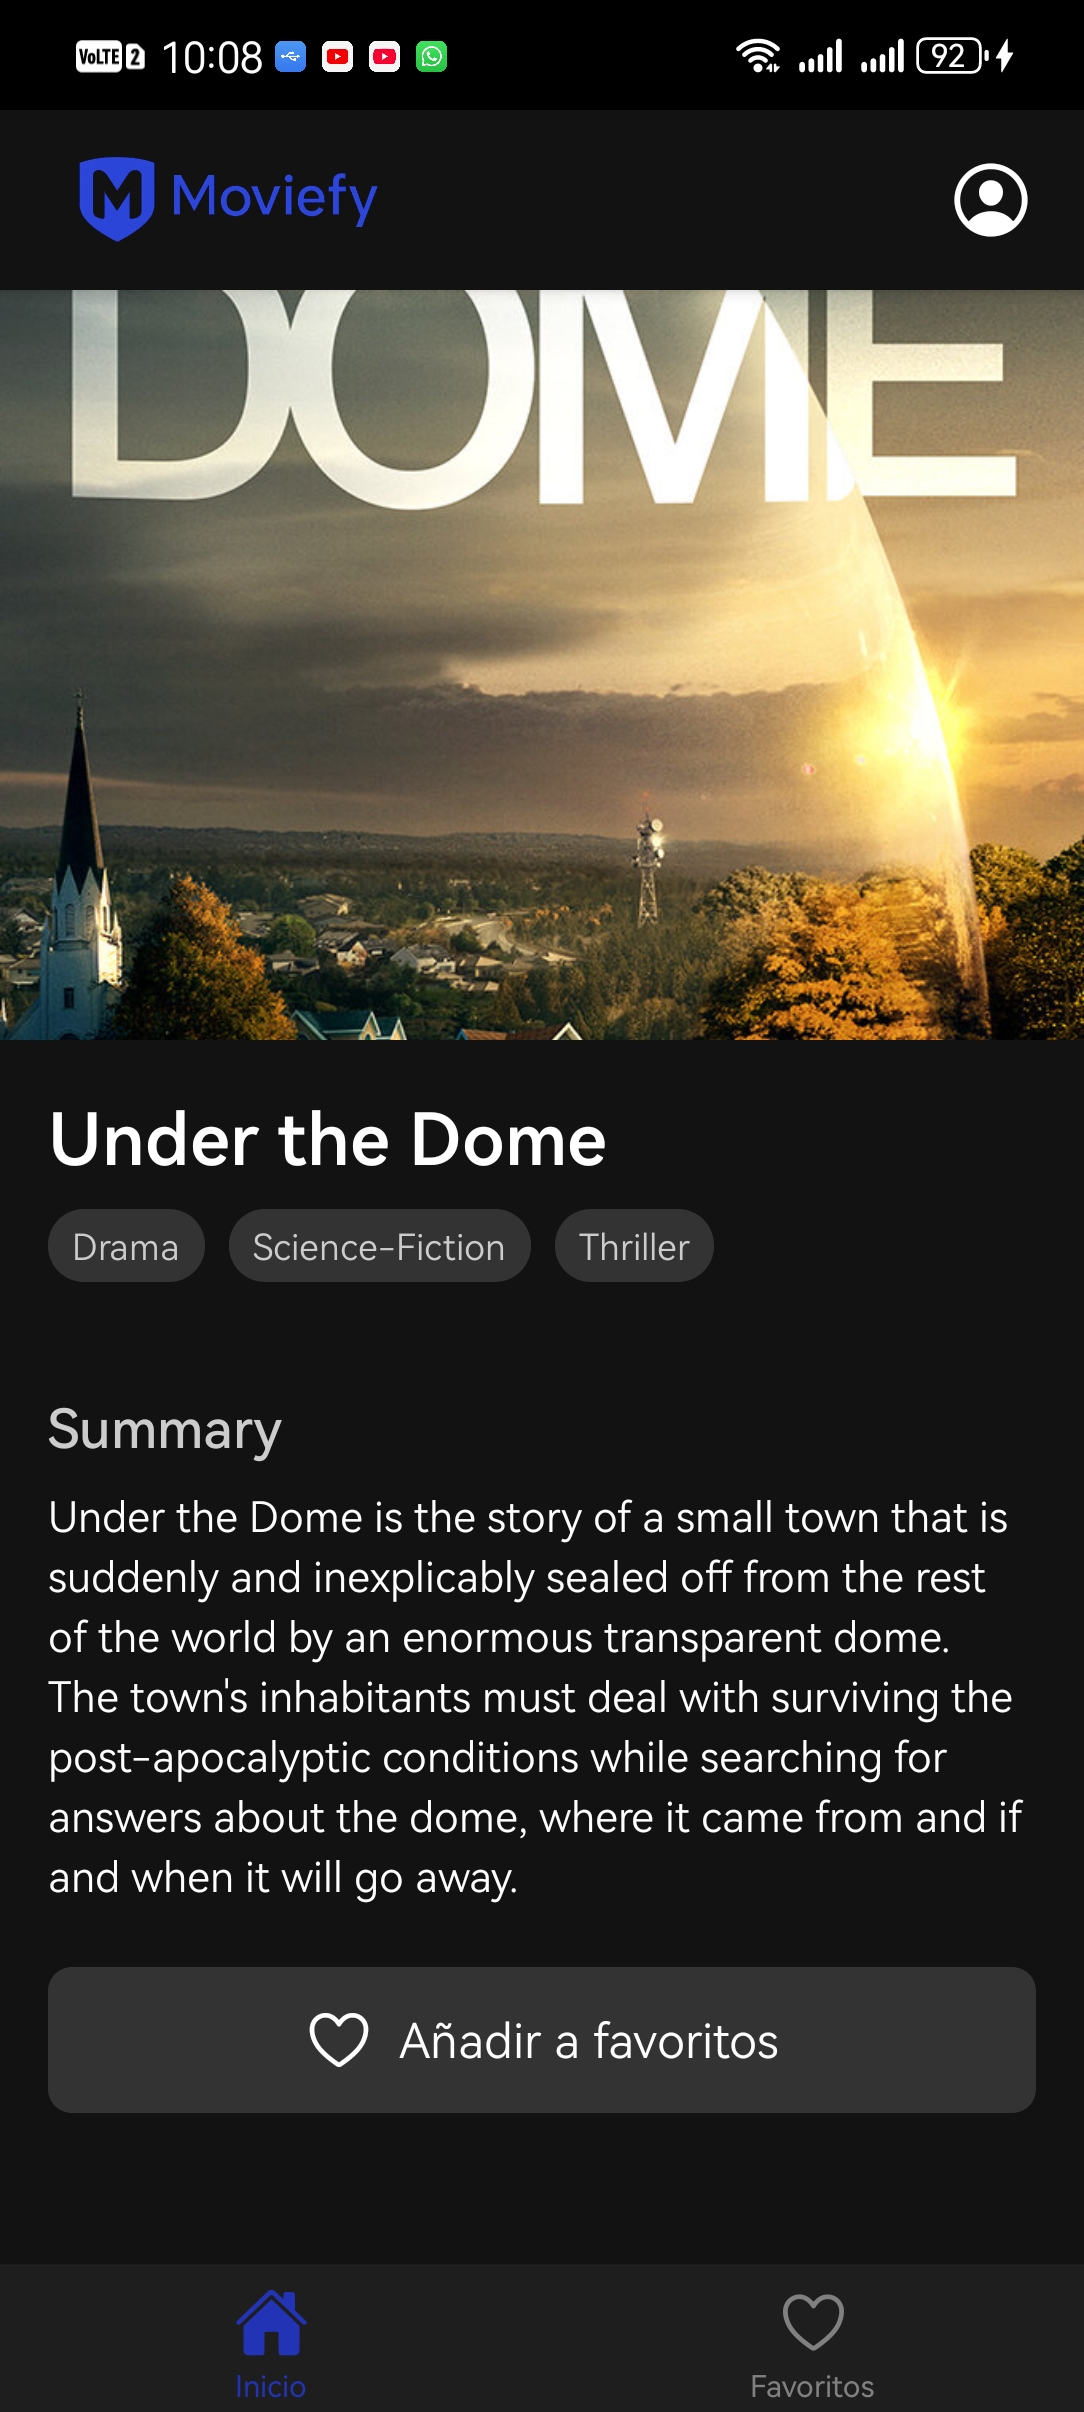 VoLTE 2 10:08 92
Moviefy
DOME
Under the Dome
Drama Science-Fiction Thriller
Summary
Under the Dome is the story of a small town that is
suddenly and inexplicably sealed off from the rest
of the world by an enormous transparent dome.
The town's inhabitants must deal with surviving the
post-apocalyptic conditions while searching for
answers about the dome, where it came from and if
and when it will go away.
Añadir a favoritos
Inicio Favoritos